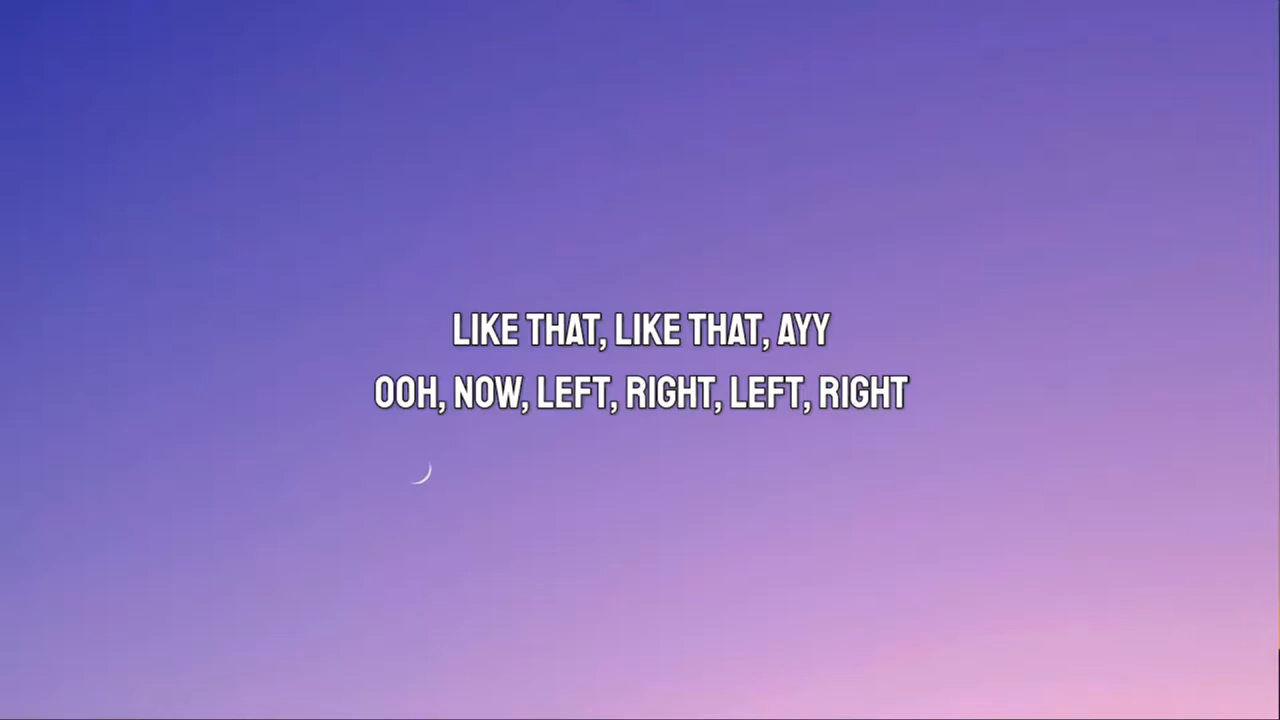 LIKE THAT, LIKE THAT, AYY
OOH, NOW, LEFT, RIGHT, LEFT, RIGHT